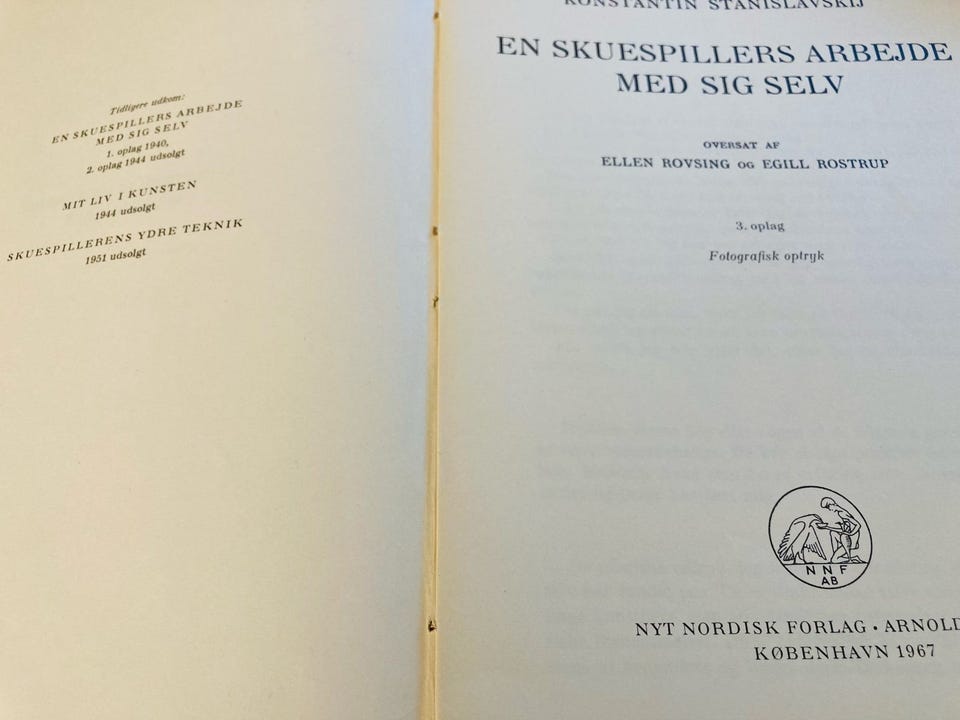 Tidligere udkom:
EN SKUESPILLERS ARBEJDE
MED SIG SELV
1. oplag 1940,
2. oplag 1944 udsolgt
MIT LIV I KUNSTEN
1944 udsolgt
SKUESPILLERENS YDRE TEKNIK
1951 udsolgt
KONSTANTIN STANISLAVSKIJ
EN SKUESPILLERS ARBEJDE
MED SIG SELV
OVERSAT AF
ELLEN ROVSING OG EGILL ROSTRUP
3. oplag
Fotografisk optryk
N N F
AB
NYT NORDISK FORLAG • ARNOLD
KØBENHAVN 1967